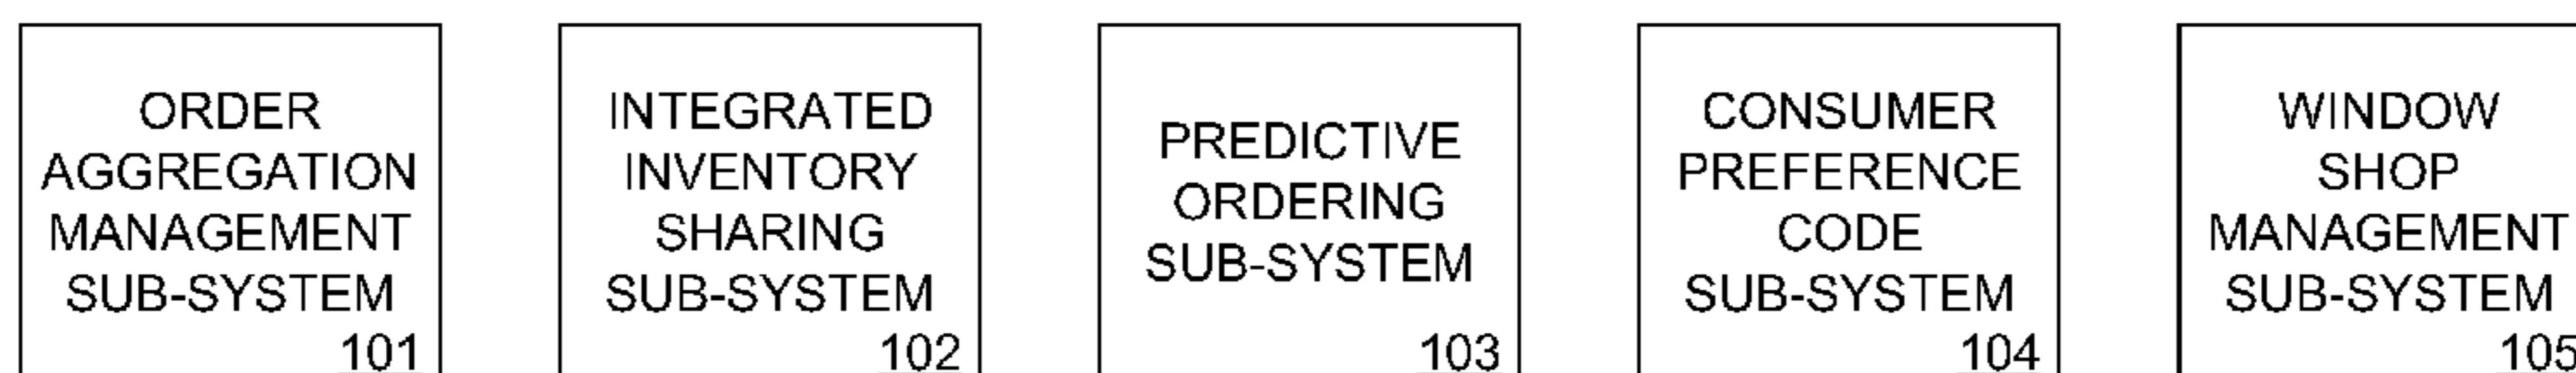 ORDER
AGGREGATION
MANAGEMENT
SUB-SYSTEM
101
INTEGRATED
INVENTORY
SHARING
SUB-SYSTEM
102
PREDICTIVE
ORDERING
SUB-SYSTEM
103
CONSUMER
PREFERENCE
CODE
SUB-SYSTEM
104
WINDOW
SHOP
MANAGEMENT
SUB-SYSTEM
105